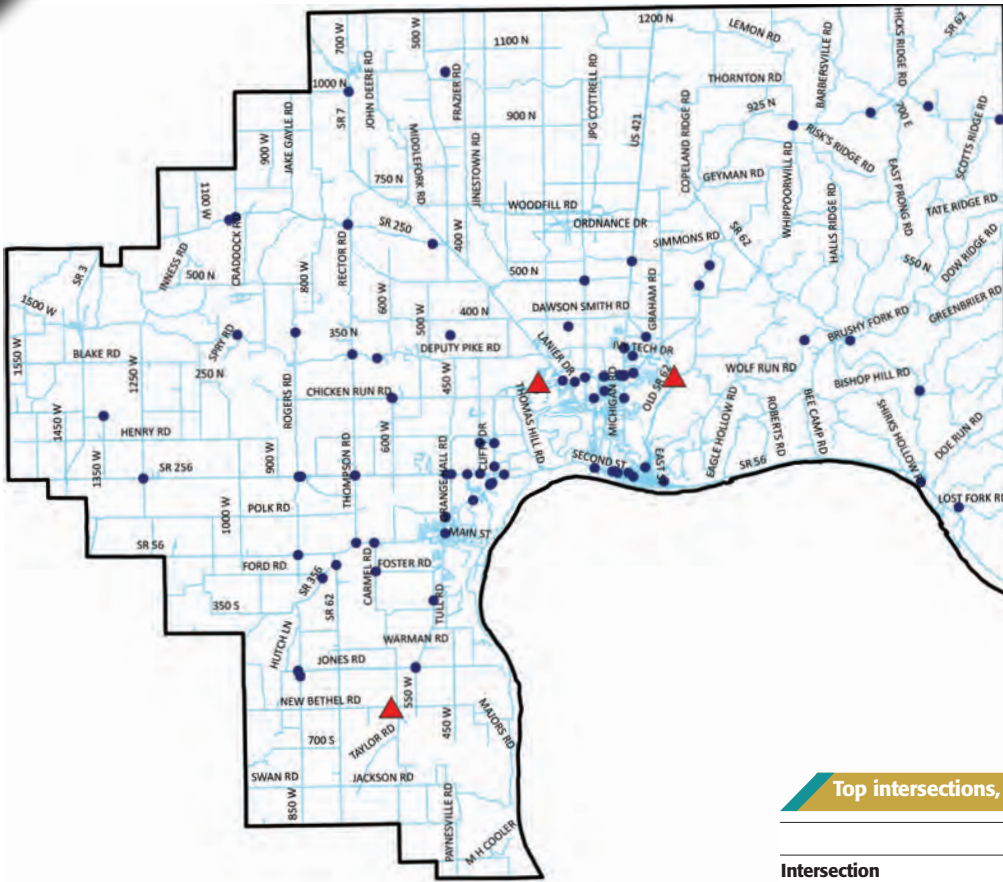 1200 N
LEMON RD
BARBERSVILLE RD
HICKS RIDGE RD
SR 62
700 W
JOHN DEERE RD
500 W
1100 N
FRAZIER RD
THORNTON RD
1000 N
SR 7
925 N
700 E
JAKE GAYLE RD
900 W
900 N
JPG COTTRELL RD
US 421
COPELAND RIDGE RD
RISK'S RIDGE RD
SCOTTS RIDGE RD
MIDDLEFORK RD
JINESTOWN RD
GEYMAN RD
WHIPPOORWILL RD
EAST PRONG RD
750 N
1100 W
WOODFILL RD
HALLS RIDGE RD
TATE RIDGE RD
CRADDOCK RD
RECTOR RD
SR 250
400 W
ORDNANCE DR
SIMMONS RD
SR 62
DOW RIDGE RD
INNESS RD
500 N
SR 3
800 W
500 N
550 N
GREENBRIER RD
1500 W
600 W
500 W
400 N
DAWSON SMITH RD
GRAHAM RD
BRUSHY FORK RD
1550 W
BLAKE RD
SPRY RD
350 N
DEPUTY PIKE RD
LANIER DR
IVY TECH DR
WOLF RUN RD
1250 W
250 N
450 W
BISHOP HILL RD
CHICKEN RUN RD
THOMAS HILL RD
MICHIGAN RD
OLD SR 62
1450 W
ROGERS RD
EAGLE HOLLOW RD
ROBERTS RD
BEE CAMP RD
SHIRKS HOLLOW
DOE RUN RD
HENRY RD
600 W
CLIFTY DR
1350 W
SR 256
900 W
THOMPSON RD
RANGE HALL RD
SECOND ST
EAST ST
SR 56
POLK RD
1000 W
LOST FORK RD
MAIN ST
SR 56
FORD RD
SR 356
CARMEL RD
FOSTER RD
SR 62
350 S
TULL RD
WARMAN RD
HUTCH LN
JONES RD
NEW BETHEL RD
550 W
450 W
MAJORS RD
700 S
TAYLOR RD
SWAN RD
JACKSON RD
850 W
PAYNESVILLE RD
M H COOLER
Top intersections,
Intersection